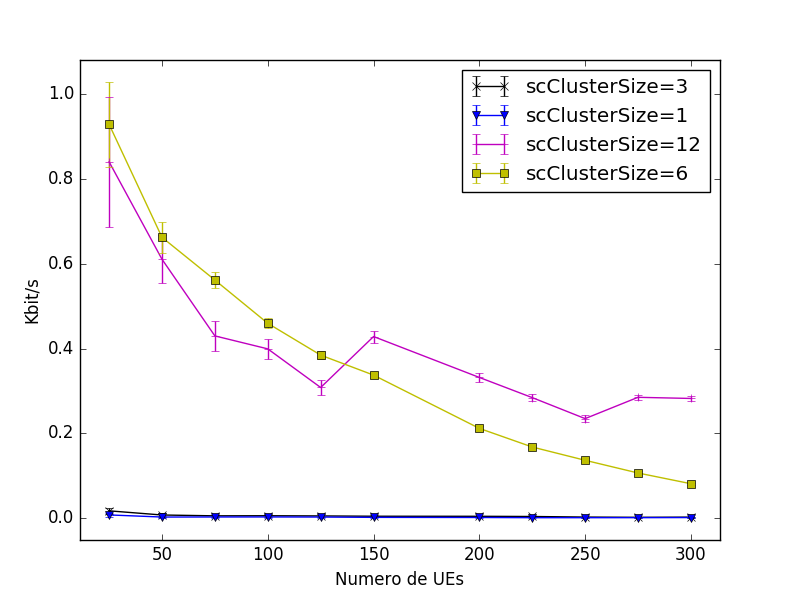 scClusterSize=3
scClusterSize=1
scClusterSize=12
scClusterSize=6
1.0
0.8
0.6
0.4
0.2
0.0
Kbit/s
50 100 150 200 250 300
Numero de UEs